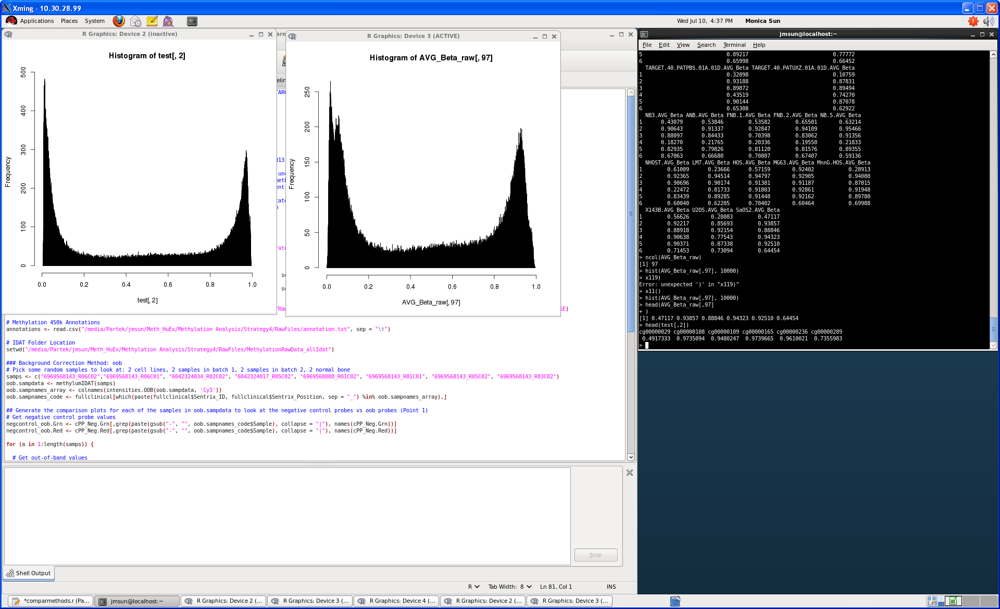 Xming - 10.30.28.99
Applications Places System
Wed Jul 10, 4:37 PM Monica Sun
R Graphics: Device 2 (inactive)
Histogram of test[, 2]
Frequency
500
400
300
200
100
0
0.0 0.2 0.4 0.6 0.8 1.0
test[, 2]
R Graphics: Device 3 (ACTIVE)
Histogram of AVG_Beta_raw[, 97]
Frequency
250
200
150
100
50
0
0.0 0.2 0.4 0.6 0.8 1.0
AVG_Beta_raw[, 97]
# Methylation 450k Annotations
annotations <- read.csv("/media/Partek/jmsun/Meth_HuEx/Methylation Analysis/Strategy4/RawFiles/annotation.txt", sep = "\t")
# IDAT Folder Location
setwd("/media/Partek/jmsun/Meth_HuEx/Methylation Analysis/Strategy4/RawFiles/MethylationRawData_allIdat")
### Background Correction Method: oob
# Pick some random samples to look at: 2 cell lines, 2 samples in batch 1, 2 samples in batch 2, 2 normal bone
samps <- c("6969568143_R06C02","6969568143_R06C01", "6042324034_R02C02", "6042324017_R05C02", "6969568088_R01C02", "6969568143_R01C01", "6969568143_R05C02", "6969568143_R03C02")
oob.sampdata <- methylumIDAT(samps)
oob.sampnames_array <- colnames(intensities.OOB(oob.sampdata, 'Cy3'))
oob.sampnames_code <- fullclinical[which(paste(fullclinical$Sentrix_ID, fullclinical$Sentrix_Position, sep = "_") %in% oob.sampnames_array),]
## Generate the comparison plots for each of the samples in oob.sampdata to look at the negative control probes vs oob probes (Point 1)
# Get negative control probe values
negcontrol_oob.Grn <- cPP_Neg.Grn[,grep(paste(gsub("-", "", oob.sampnames_code$Sample), collapse = "|"), names(cPP_Neg.Grn))]
negcontrol_oob.Red <- cPP_Neg.Red[,grep(paste(gsub("-", "", oob.sampnames_code$Sample), collapse = "|"), names(cPP_Neg.Red))]
for (a in 1:length(samps)) {
# Get out-of-band values
Stop
Shell Output
R Tab Width: 8 Ln 81, Col 1 INS
jmsun@localhost:~
File Edit View Search Terminal Help
5 0.89217 0.77772
6 0.65998 0.66452
TARGET.40.PATPBS.01A.01D.AVG_Beta TARGET.40.PATUXZ.01A.01D.AVG_Beta
1 0.32098 0.10759
2 0.93188 0.87831
3 0.89872 0.89494
4 0.43519 0.74270
5 0.90144 0.87078
6 0.65308 0.62922
NB3.AVG_Beta ANB.AVG_Beta FNB.1.AVG_Beta FNB.2.AVG_Beta NB.5.AVG_Beta
1 0.43079 0.53846 0.53582 0.65501 0.63214
2 0.90643 0.91337 0.92847 0.94109 0.95466
3 0.88097 0.84433 0.70398 0.83062 0.91356
4 0.18270 0.21765 0.20336 0.19550 0.21833
5 0.82935 0.79826 0.81120 0.81576 0.89355
6 0.67063 0.66680 0.70807 0.67407 0.59136
NHOST.AVG_Beta LM7.AVG_Beta HOS.AVG_Beta MG63.AVG_Beta MnnG.HOS.AVG_Beta
1 0.61009 0.23666 0.57159 0.92402 0.28913
2 0.92365 0.94514 0.94797 0.92905 0.94080
3 0.90696 0.90174 0.91381 0.91187 0.87015
4 0.22472 0.81733 0.91803 0.92861 0.91948
5 0.83439 0.89285 0.91448 0.92162 0.89780
6 0.60040 0.62205 0.70402 0.60464 0.69988
X143B.AVG_Beta U2OS.AVG_Beta SaOS2.AVG_Beta
1 0.56626 0.28083 0.47117
2 0.92217 0.85693 0.93857
3 0.88918 0.92154 0.88846
4 0.90638 0.77543 0.94323
5 0.90371 0.87338 0.92510
6 0.71453 0.73094 0.64454
> ncol(AVG_Beta_raw)
[1] 97
> hist(AVG_Beta_raw[,97], 10000)
> x119)
Error: unexpected ')' in "x119)"
> x11()
> hist(AVG_Beta_raw[,97], 10000)
> head(AVG_Beta_raw[,97]
+ )
[1] 0.47117 0.93857 0.88846 0.94323 0.92510 0.64454
> head(test[,2])
cg00000029 cg00000108 cg00000109 cg00000165 cg00000236 cg00000289
0.4917333 0.9735094 0.9480247 0.9739665 0.9610021 0.7355983
>
*comparmethods.r (Pa... jmsun@localhost:~ R Graphics: Device 2 (... R Graphics: Device 3 (... R Graphics: Device 4 (... R Graphics: Device 2 (... R Graphics: Device 3 (...